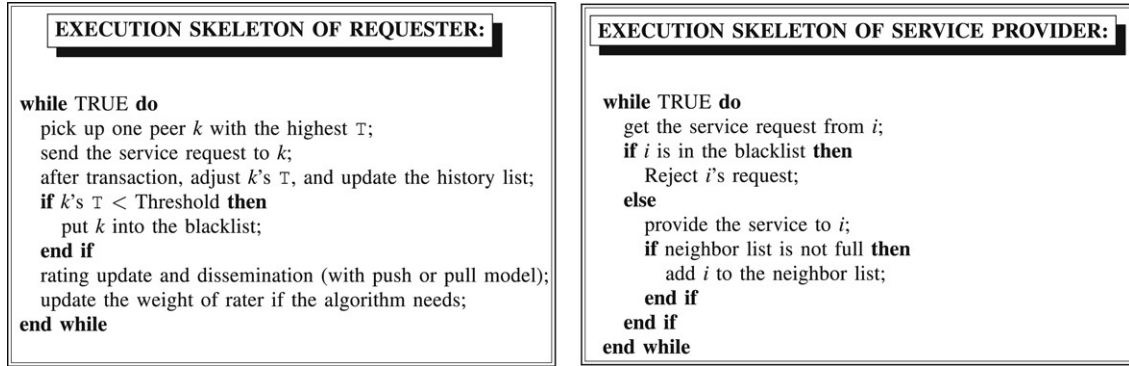 EXECUTION SKELETON OF REQUESTER:
while TRUE do
pick up one peer k with the highest T;
send the service request to k;
after transaction, adjust k's T, and update the history list;
if k's T < Threshold then
put k into the blacklist;
end if
rating update and dissemination (with push or pull model);
update the weight of rater if the algorithm needs;
end while
EXECUTION SKELETON OF SERVICE PROVIDER:
while TRUE do
get the service request from i;
if i is in the blacklist then
Reject i's request;
else
provide the service to i;
if neighbor list is not full then
add i to the neighbor list;
end if
end if
end while